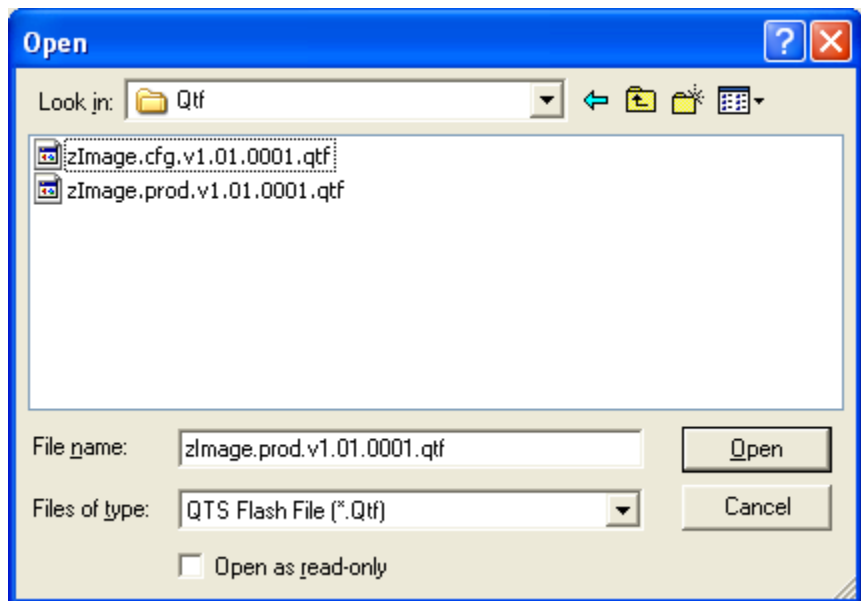 Open
Look in: Qtf
zImage.cfg.v1.01.0001.qtf
zImage.prod.v1.01.0001.qtf
File name: zImage.prod.v1.01.0001.qtf Open
Files of type: QTS Flash File (*.Qtf) Cancel
Open as read-only